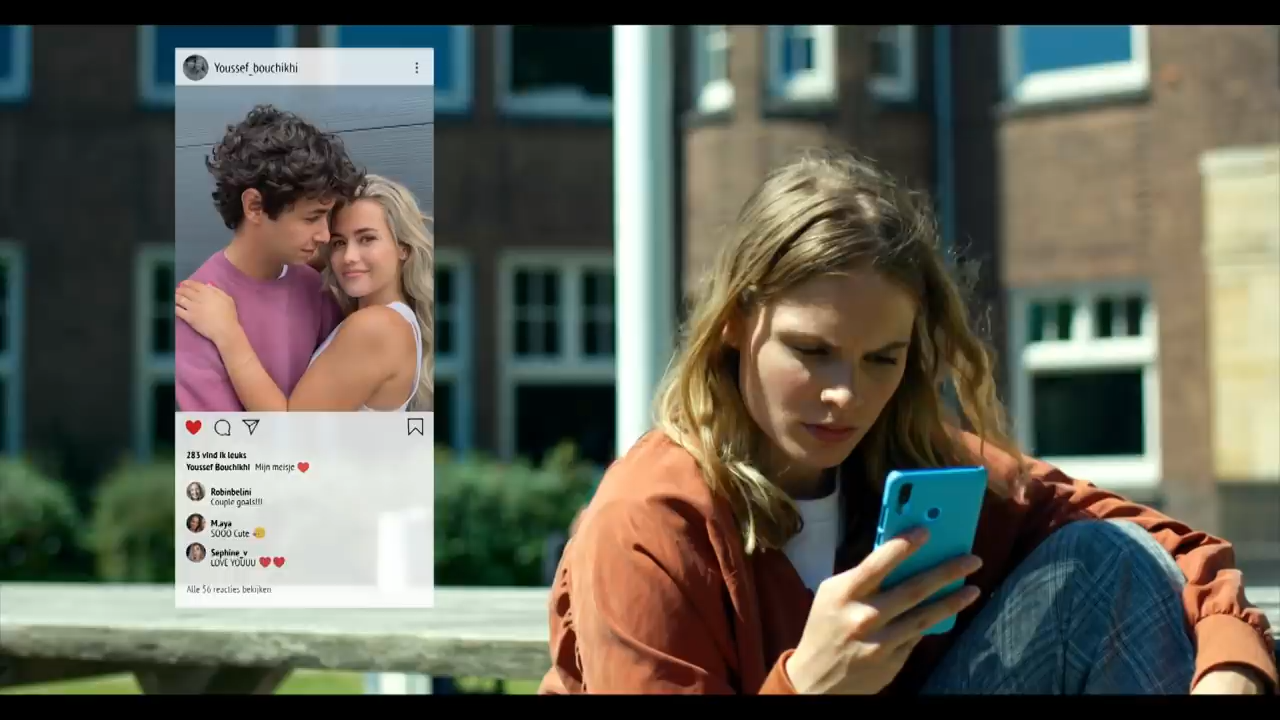 Youssef_bouchikhi
283 vind ik leuks
Youssef Bouchikhi Mijn meisje ❤️
Robinbelini
Couple goals!!!
M.aya
SOOO Cute
Sephine_v
LOVE YOUUU ❤️❤️
Alle 56 reacties bekijken